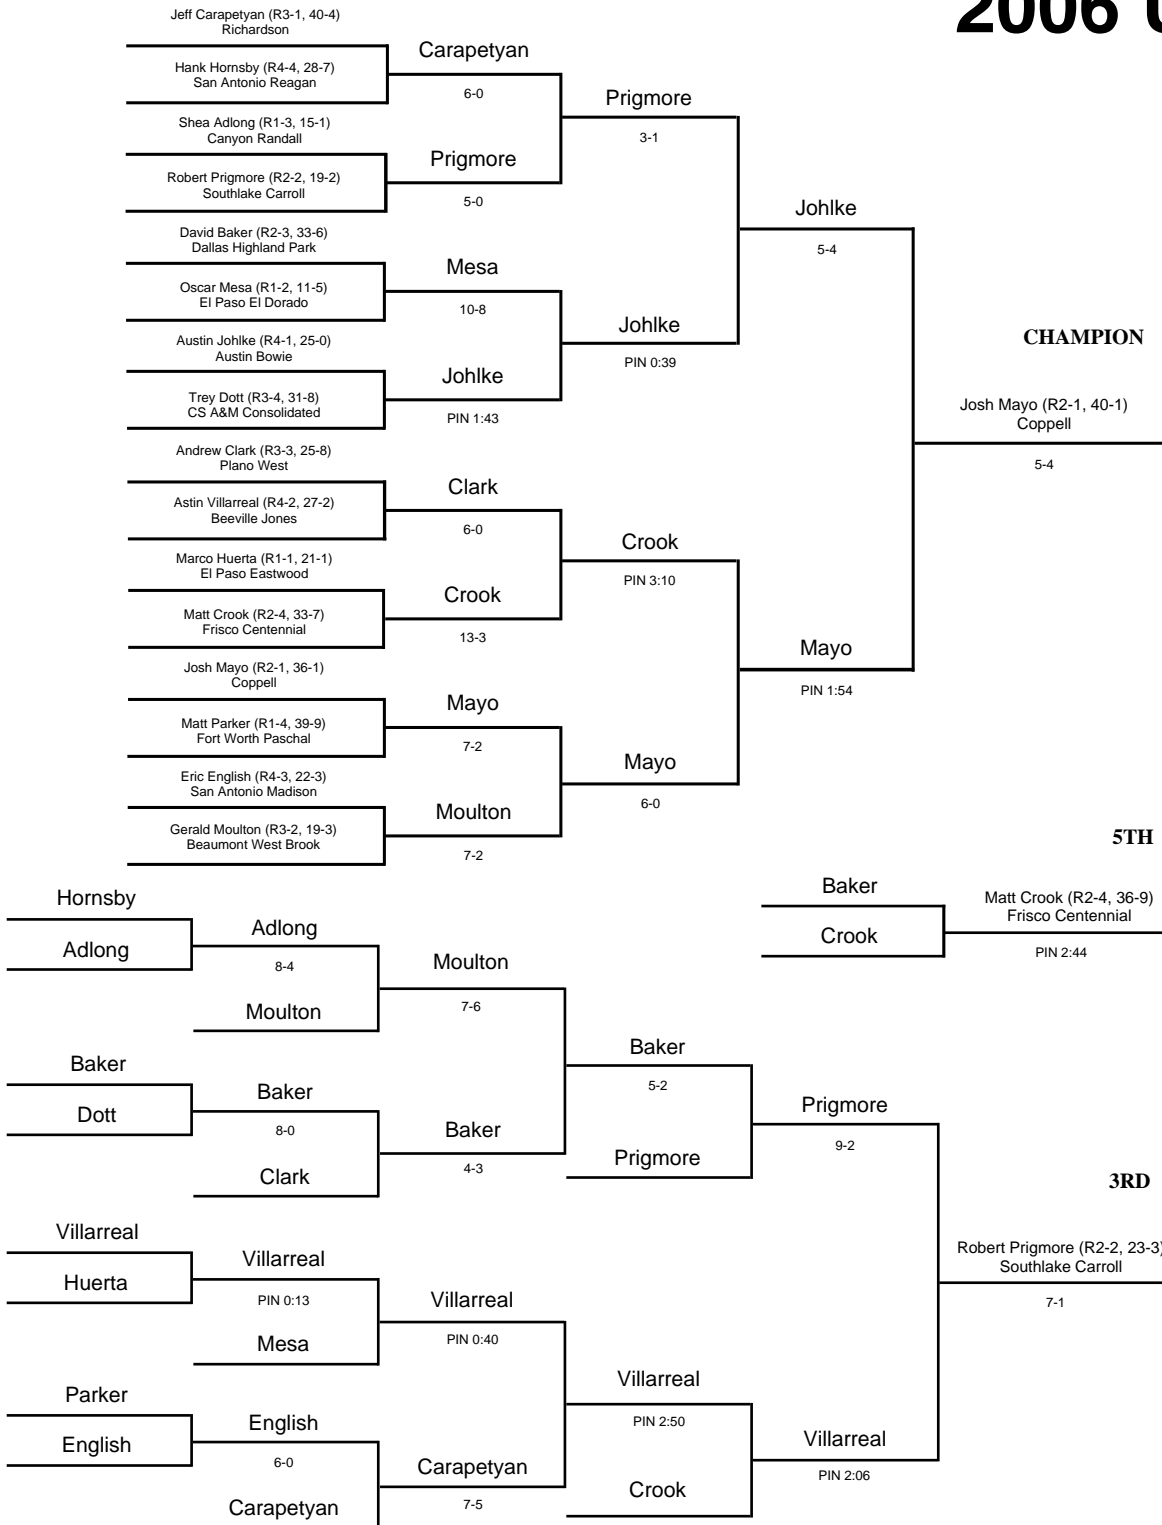 2006 U
Jeff Carapetyan (R3-1, 40-4)
Richardson
Hank Hornsby (R4-4, 28-7)
San Antonio Reagan
Shea Adlong (R1-3, 15-1)
Canyon Randall
Robert Prigmore (R2-2, 19-2)
Southlake Carroll
David Baker (R2-3, 33-6)
Dallas Highland Park
Oscar Mesa (R1-2, 11-5)
El Paso El Dorado
Austin Johlke (R4-1, 25-0)
Austin Bowie
Trey Dott (R3-4, 31-8)
CS A&M Consolidated
Andrew Clark (R3-3, 25-8)
Plano West
Astin Villarreal (R4-2, 27-2)
Beeville Jones
Marco Huerta (R1-1, 21-1)
El Paso Eastwood
Matt Crook (R2-4, 33-7)
Frisco Centennial
Josh Mayo (R2-1, 36-1)
Coppell
Matt Parker (R1-4, 39-9)
Fort Worth Paschal
Eric English (R4-3, 22-3)
San Antonio Madison
Gerald Moulton (R3-2, 19-3)
Beaumont West Brook
Carapetyan
6-0
Prigmore
5-0
Mesa
10-8
Johlke
PIN 1:43
Clark
6-0
Crook
13-3
Mayo
7-2
Moulton
7-2
Prigmore
3-1
Johlke
PIN 0:39
Crook
PIN 3:10
Mayo
6-0
Johlke
5-4
Mayo
PIN 1:54
CHAMPION
Josh Mayo (R2-1, 40-1)
Coppell
5-4
5TH
Baker
Crook
Matt Crook (R2-4, 36-9)
Frisco Centennial
PIN 2:44
Hornsby
Adlong
Baker
Dott
Villarreal
Huerta
Parker
English
Adlong
8-4
Moulton
Baker
8-0
Clark
Villarreal
PIN 0:13
Mesa
English
6-0
Carapetyan
Moulton
7-6
Baker
4-3
Villarreal
PIN 0:40
Carapetyan
7-5
Baker
5-2
Prigmore
Villarreal
PIN 2:50
Crook
Prigmore
9-2
Villarreal
PIN 2:06
3RD
Robert Prigmore (R2-2, 23-3)
Southlake Carroll
7-1